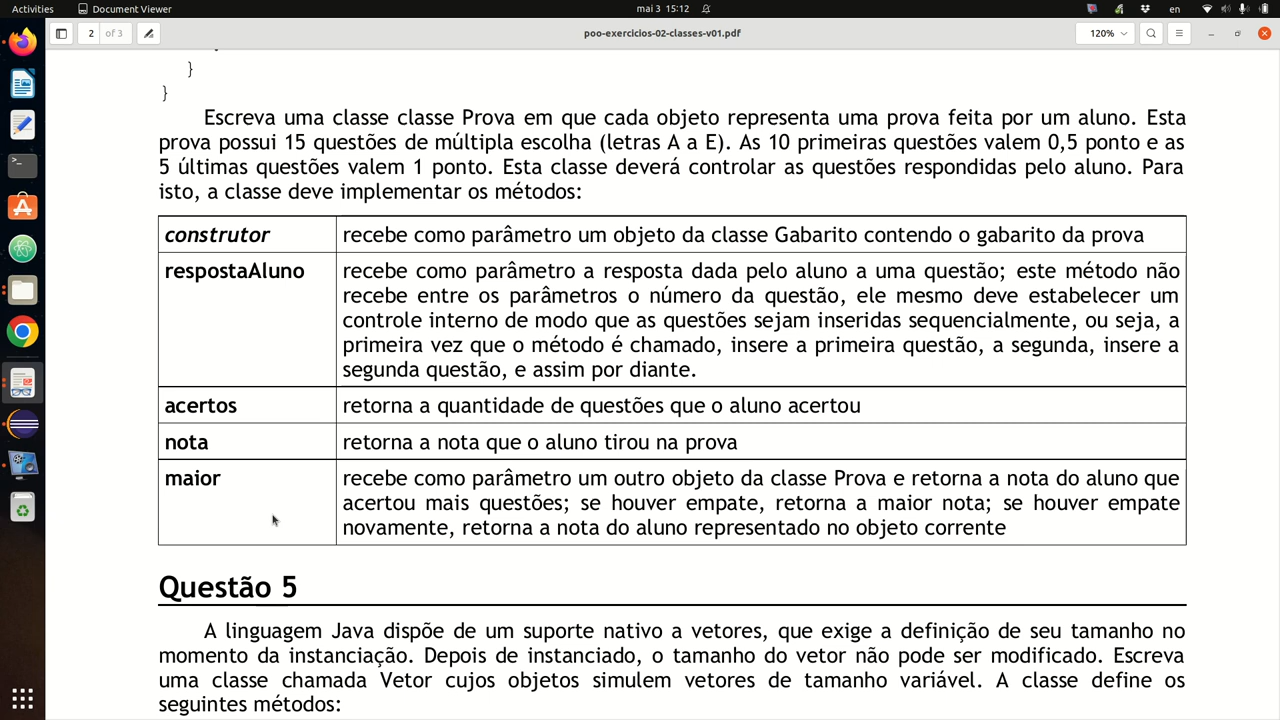 Activities
Document Viewer
mai 3 15:12
en
2 of 3
poo-exercicios-02-classes-v01.pdf
120%
}
}
Escreva uma classe classe Prova em que cada objeto representa uma prova feita por um aluno. Esta
prova possui 15 questões de múltipla escolha (letras A a E). As 10 primeiras questões valem 0,5 ponto e as
5 últimas questões valem 1 ponto. Esta classe deverá controlar as questões respondidas pelo aluno. Para
isto, a classe deve implementar os métodos:
construtor
recebe como parâmetro um objeto da classe Gabarito contendo o gabarito da prova
respostaAluno
recebe como parâmetro a resposta dada pelo aluno a uma questão; este método não
recebe entre os parâmetros o número da questão, ele mesmo deve estabelecer um
controle interno de modo que as questões sejam inseridas sequencialmente, ou seja, a
primeira vez que o método é chamado, insere a primeira questão, a segunda, insere a
segunda questão, e assim por diante.
acertos
retorna a quantidade de questões que o aluno acertou
nota
retorna a nota que o aluno tirou na prova
maior
recebe como parâmetro um outro objeto da classe Prova e retorna a nota do aluno que
acertou mais questões; se houver empate, retorna a maior nota; se houver empate
novamente, retorna a nota do aluno representado no objeto corrente
Questão 5
A linguagem Java dispõe de um suporte nativo a vetores, que exige a definição de seu tamanho no
momento da instanciação. Depois de instanciado, o tamanho do vetor não pode ser modificado. Escreva
uma classe chamada Vetor cujos objetos simulem vetores de tamanho variável. A classe define os
seguintes métodos: